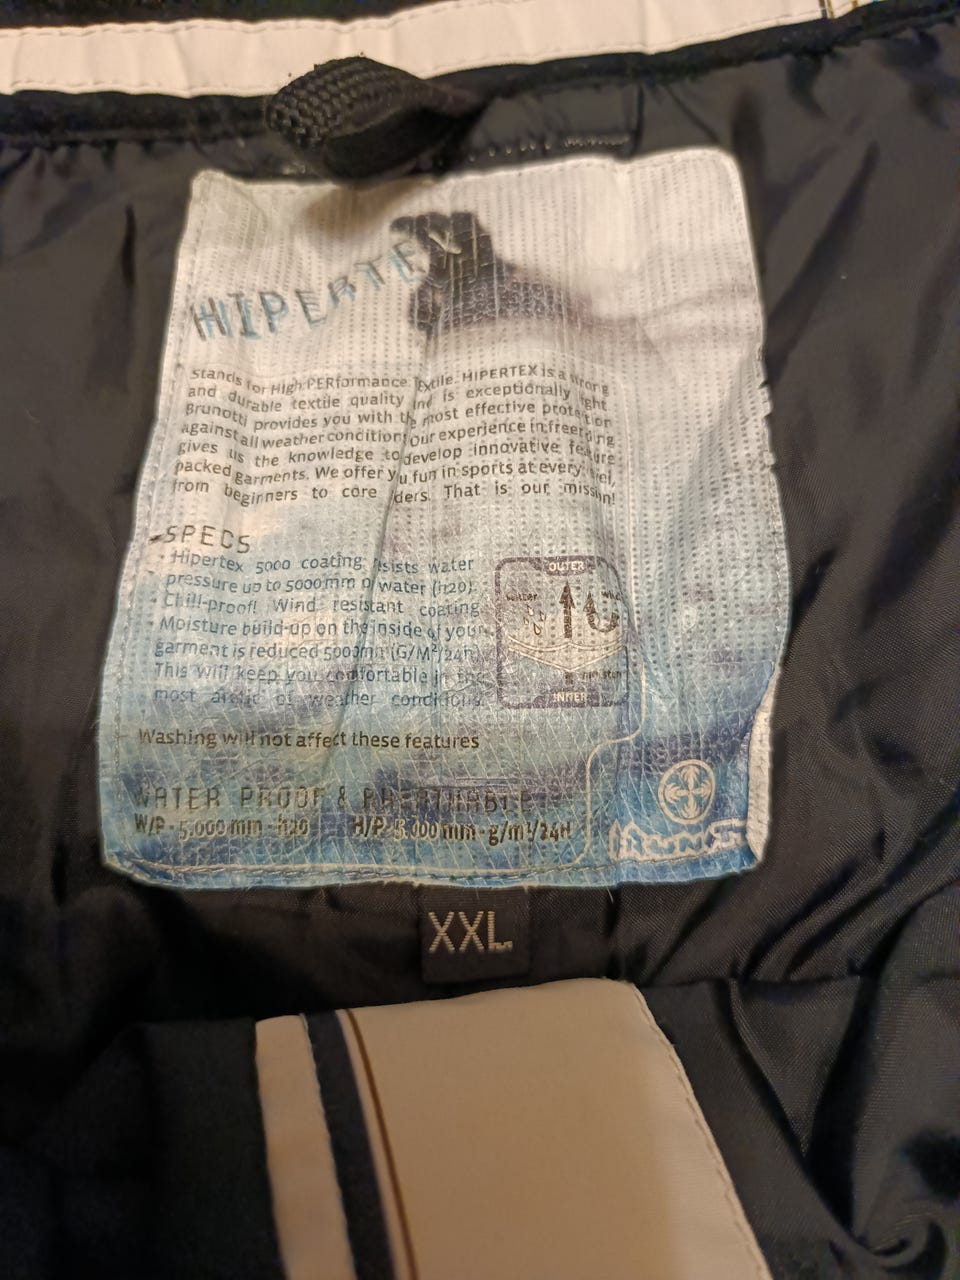 HIPERTEX
Stands for High PERformance Textile. HIPERTEX is a strong
and durable textile quality and is exceptionally light
Brunotti provides you with the most effective protection
against all weather conditions Our experience in freeriding
gives us the knowledge to develop innovative feature
packed garments. We offer you fun in sports at every level,
from beginners to core riders. That is our mission!
SPECS
• Hipertex 5000 coating resists water
pressure up to 5000mm of water (h20).
• Chill-proof! Wind resistant coating
• Moisture build-up on the inside of your
garment is reduced 5000mm (G/M²/24h)
This will keep you comfortable in the
most arctic of weather conditions.
OUTER
water
INNER
Washing will not affect these features
WATER PROOF & BREATHABLE
W/P - 5.000 mm - h20 H/P - 5.000 mm - g/m²/24H
XXL